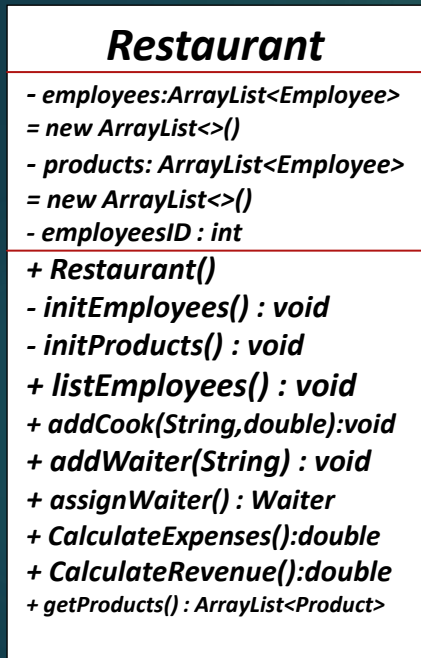 Restaurant
- employees:ArrayList<Employee>
= new ArrayList<>()
- products: ArrayList<Employee>
= new ArrayList<>()
- employeesID : int
+ Restaurant()
- initEmployees() : void
- initProducts() : void
+ listEmployees() : void
+ addCook(String,double):void
+ addWaiter(String) : void
+ assignWaiter() : Waiter
+ CalculateExpenses():double
+ CalculateRevenue():double
+ getProducts() : ArrayList<Product>